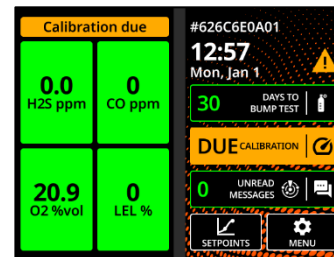 Calibration due
0.0
H2S ppm
0
CO ppm
20.9
O2 %vol
0
LEL %
#626C6E0A01
12:57
Mon, Jan 1
30
DAYS TO
BUMP TEST
DUE CALIBRATION
0
UNREAD
MESSAGES
SETPOINTS
MENU